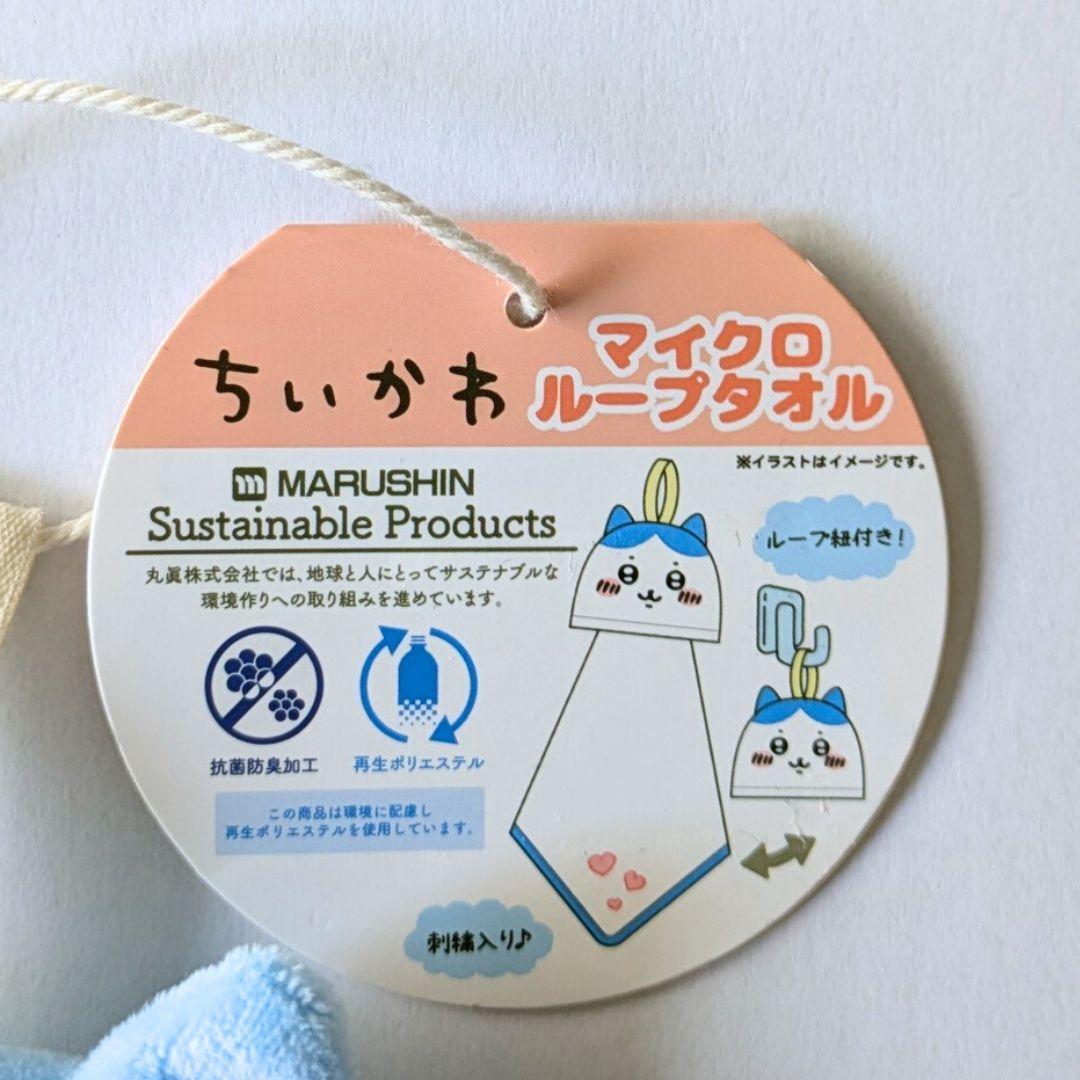 ちいかわ
マイクロ
ループタオル
※イラストはイメージです。
MARUSHIN
Sustainable Products
丸眞株式会社では、地球と人にとってサステナブルな
環境作りへの取り組みを進めています。
ループ紐付き!
抗菌防臭加工
再生ポリエステル
この商品は環境に配慮し
再生ポリエステルを使用しています。
刺繍入り♪